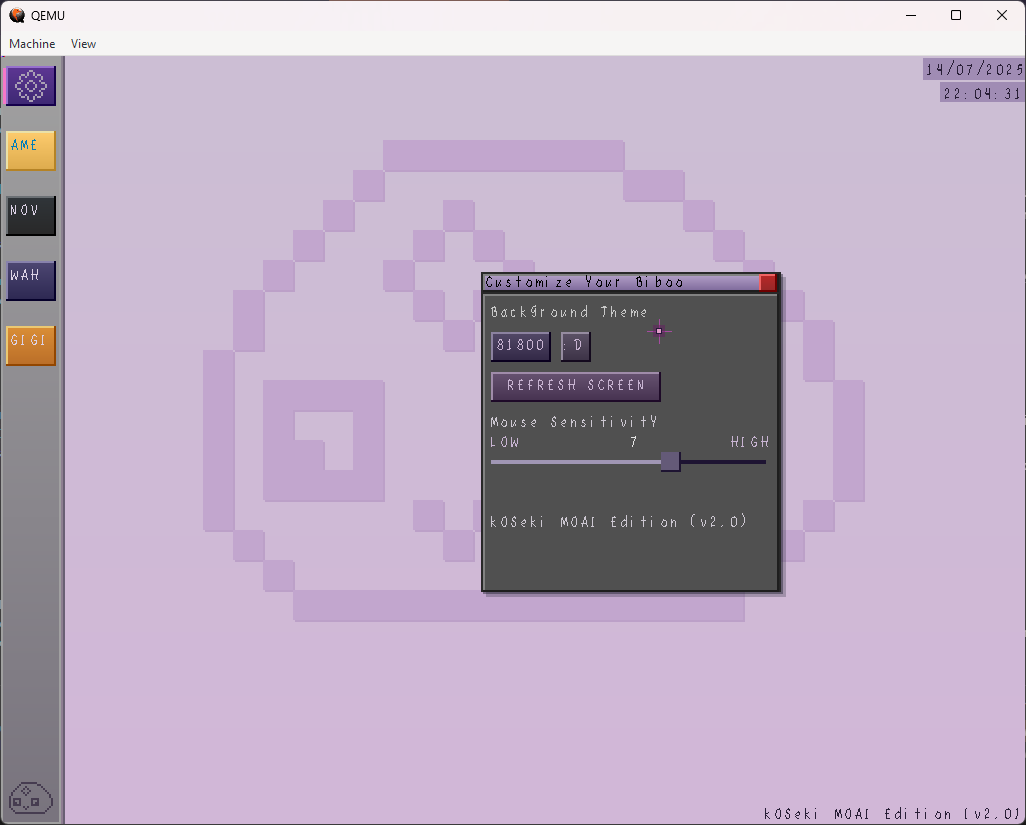 QEMU
Machine View
14/07/2025
22:04:31
AME
NOV
WAH
GIGI
Customize Your Biboo
Background Theme
81800 :D
REFRESH SCREEN
Mouse Sensitivity
LOW 7 HIGH
kOSeki MOAI Edition (v2.0)
kOSeki MOAI Edition (v2.0)